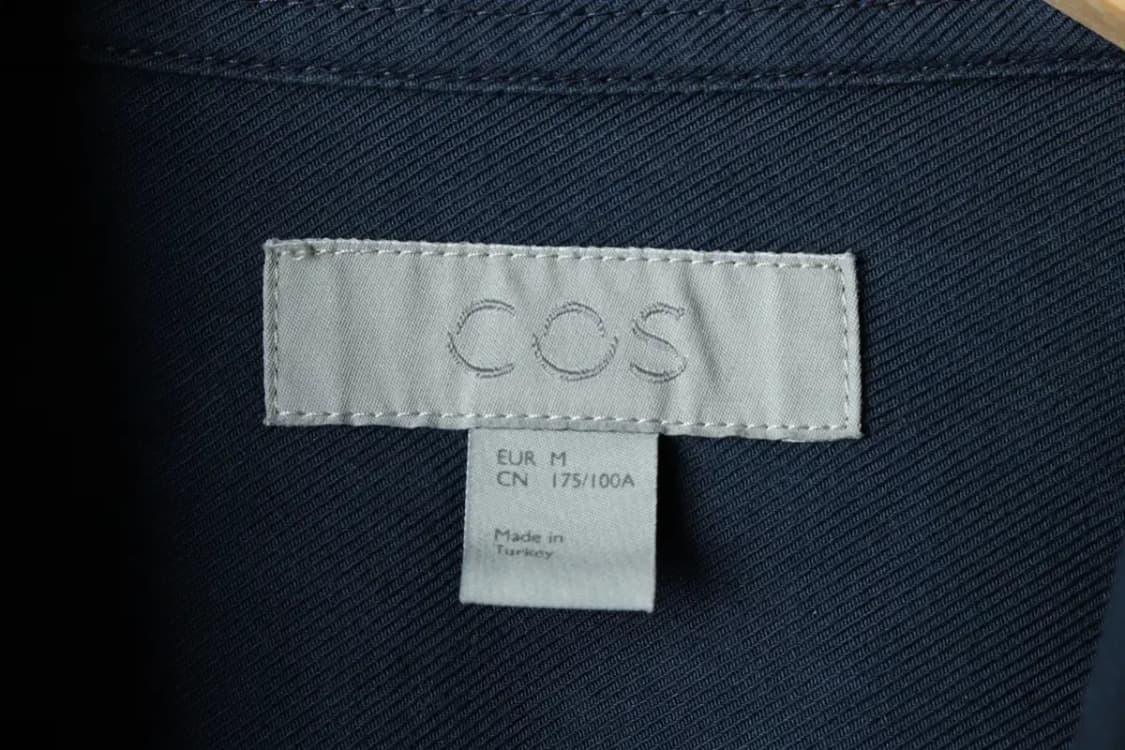 COS
EUR M
CN 175/100A
Made in
Turkey